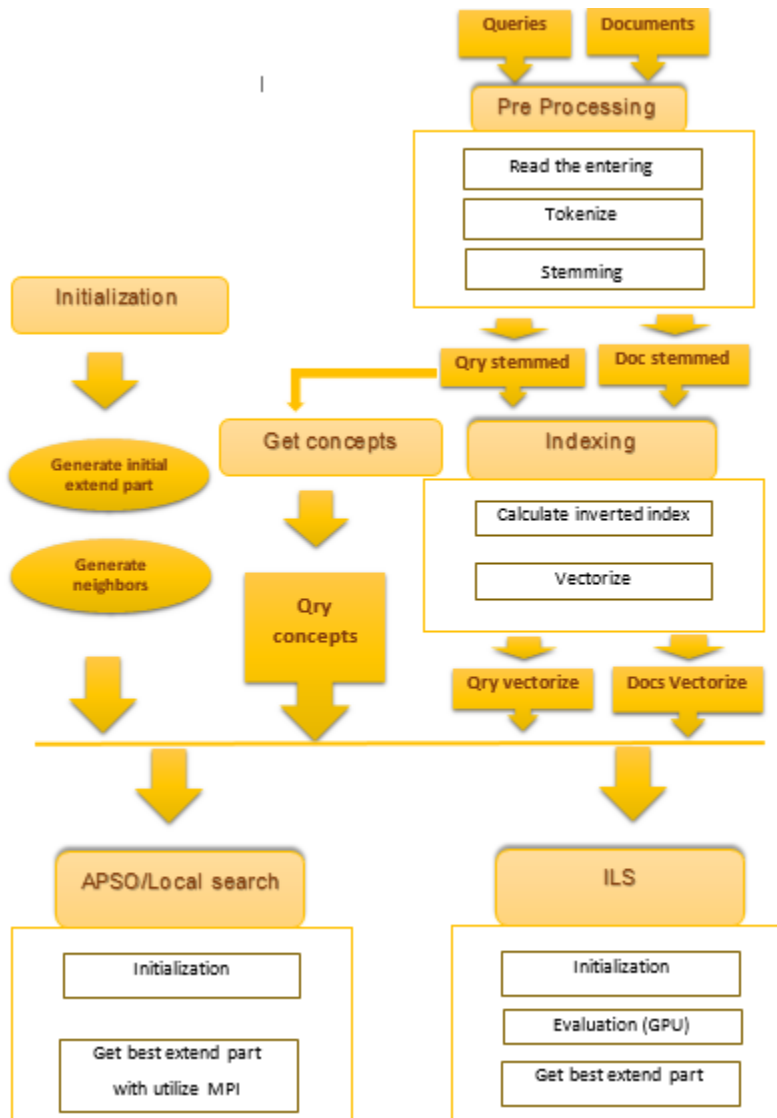 Queries
Documents
Pre Processing
Read the entering
Tokenize
Stemming
Initialization
Qry stemmed
Doc stemmed
Get concepts
Indexing
Generate initial
extend part
Calculate inverted index
Generate
neighbors
Vectorize
Qry
concepts
Qry vectorize
Docs Vectorize
APSO/Local search
Initialization
Get best extend part
with utilize MPI
ILS
Initialization
Evaluation (GPU)
Get best extend part